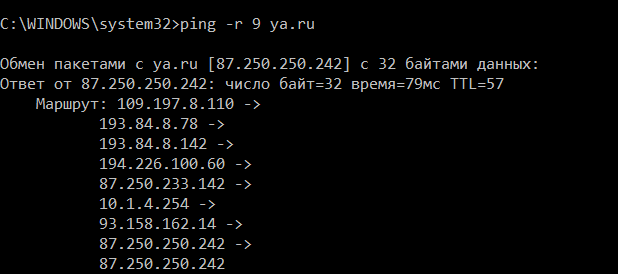 C:\WINDOWS\system32>ping -r 9 ya.ru
Обмен пакетами с ya.ru [87.250.250.242] с 32 байтами данных:
Ответ от 87.250.250.242: число байт=32 время=79мс TTL=57
Маршрут: 109.197.8.110 ->
193.84.8.78 ->
193.84.8.142 ->
194.226.100.60 ->
87.250.233.142 ->
10.1.4.254 ->
93.158.162.14 ->
87.250.250.242 ->
87.250.250.242